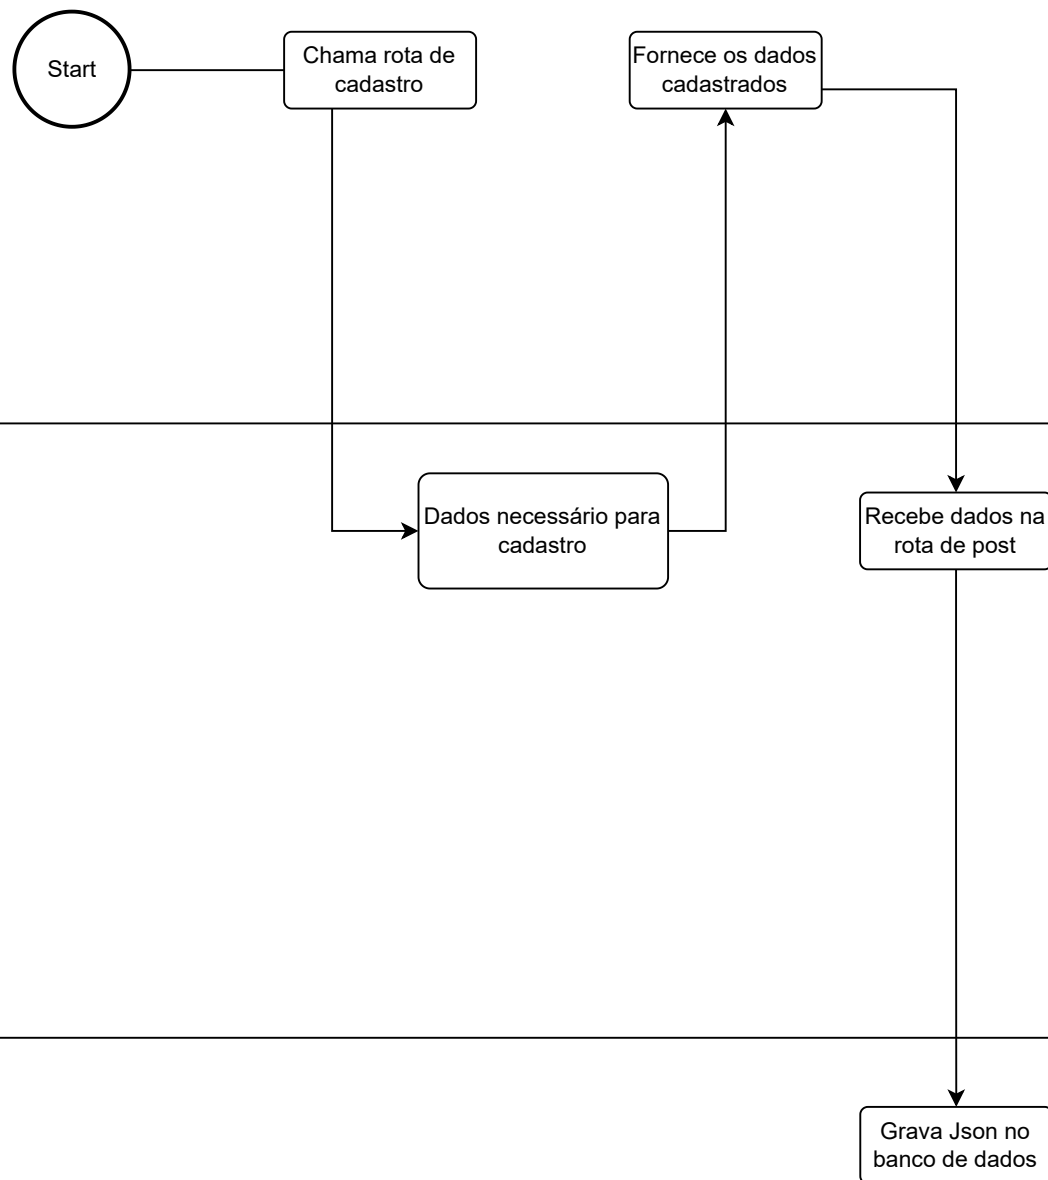 Start
Chama rota de
cadastro
Fornece os dados
cadastrados
Dados necessário para
cadastro
Recebe dados na
rota de post
Grava Json no
banco de dados